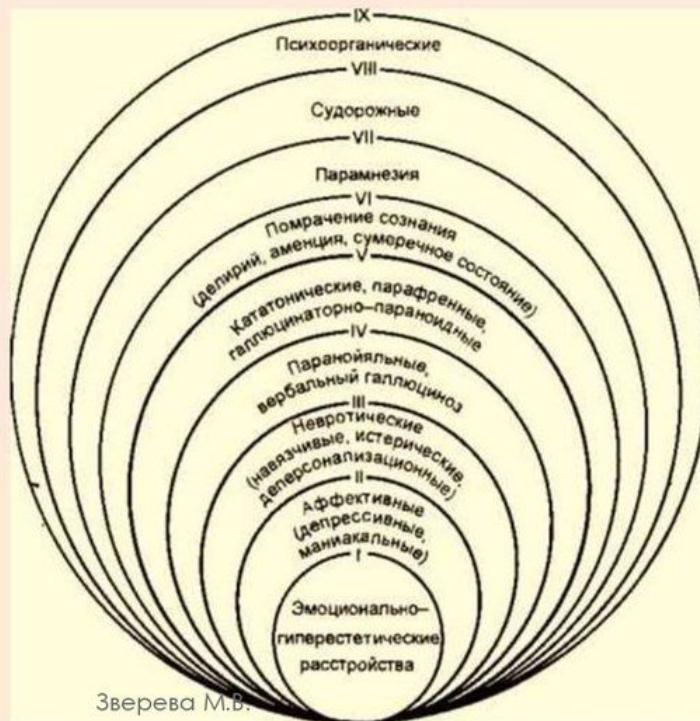 IX
Психоорганические
VIII
Судорожные
VII
Парамнезия
VI
Помрачение сознания
(делирий, аменция, сумеречное состояние)
V
Кататонические, парафренные,
галлюцинаторно–параноидные
IV
Паранойяльные,
вербальный галлюциноз
III
Невротические
(навязчивые, истерические,
деперсонализационные)
II
Аффективные
(депрессивные,
маниакальные)
I
Эмоционально–
гиперестетические
расстройства
Зверева М.В.